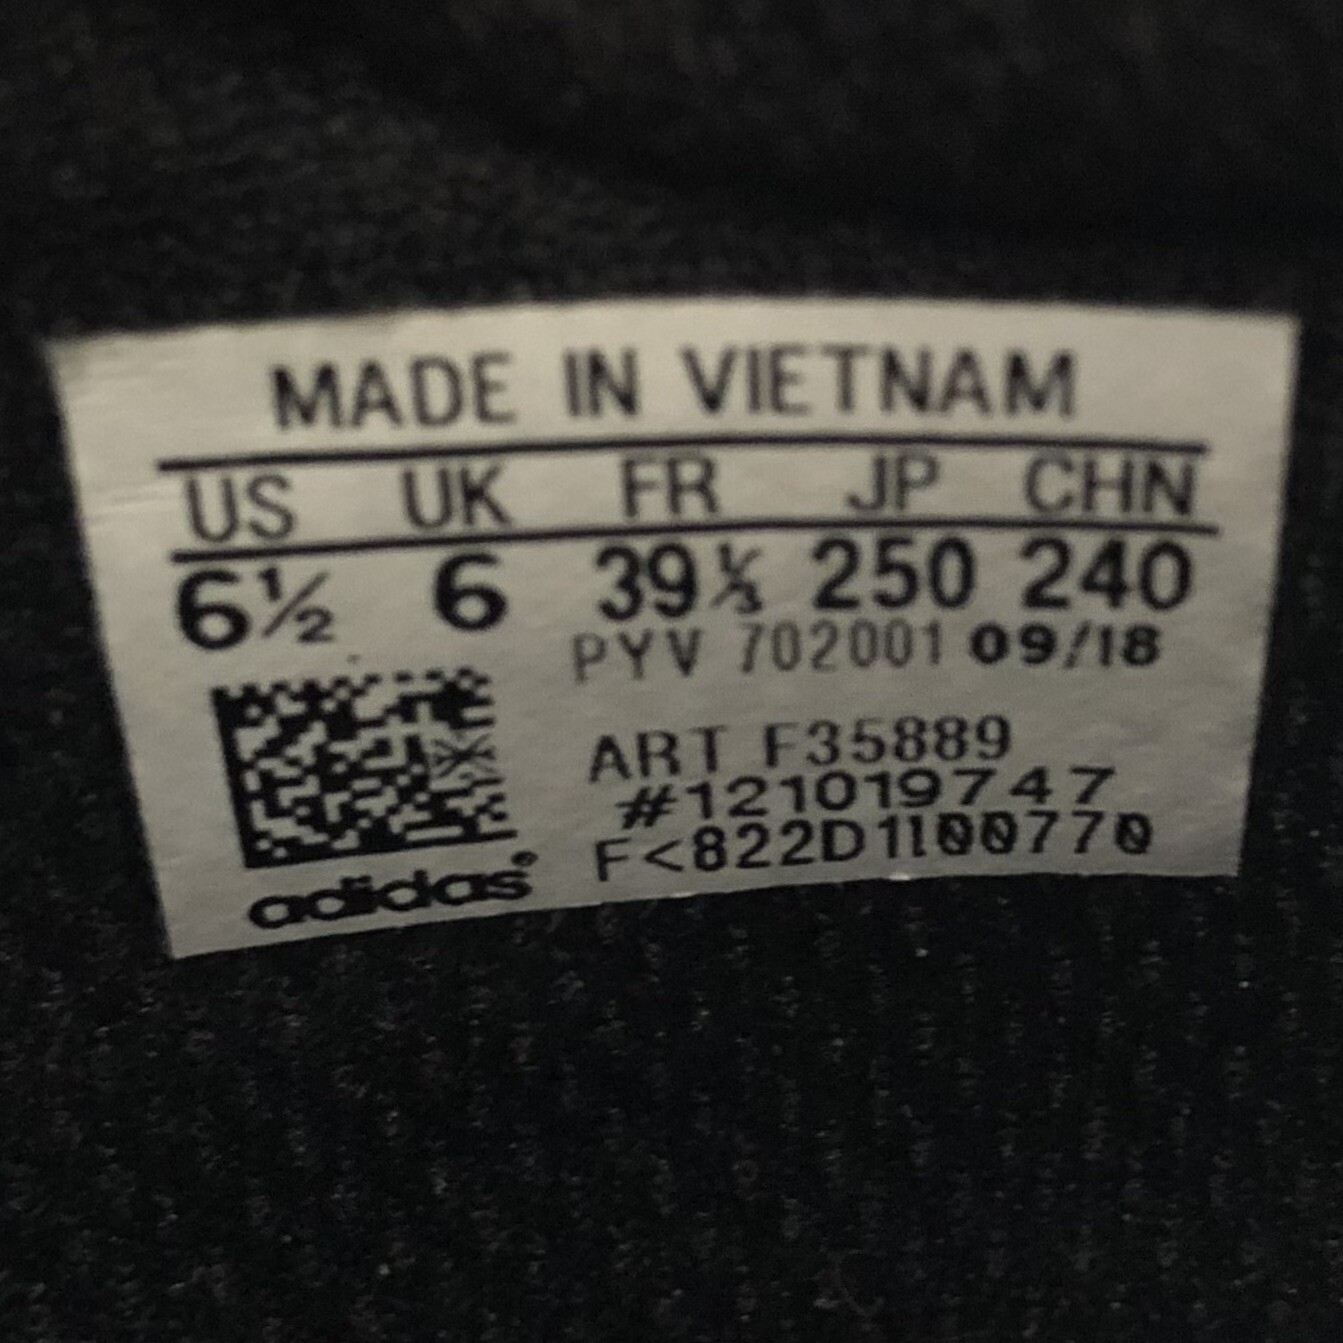 MADE IN VIETNAM
US UK FR JP CHN
6½ 6 39⅓ 250 240
PYV 702001 09/18
ART F35889
#121019747
F<822D1100770
adidas®